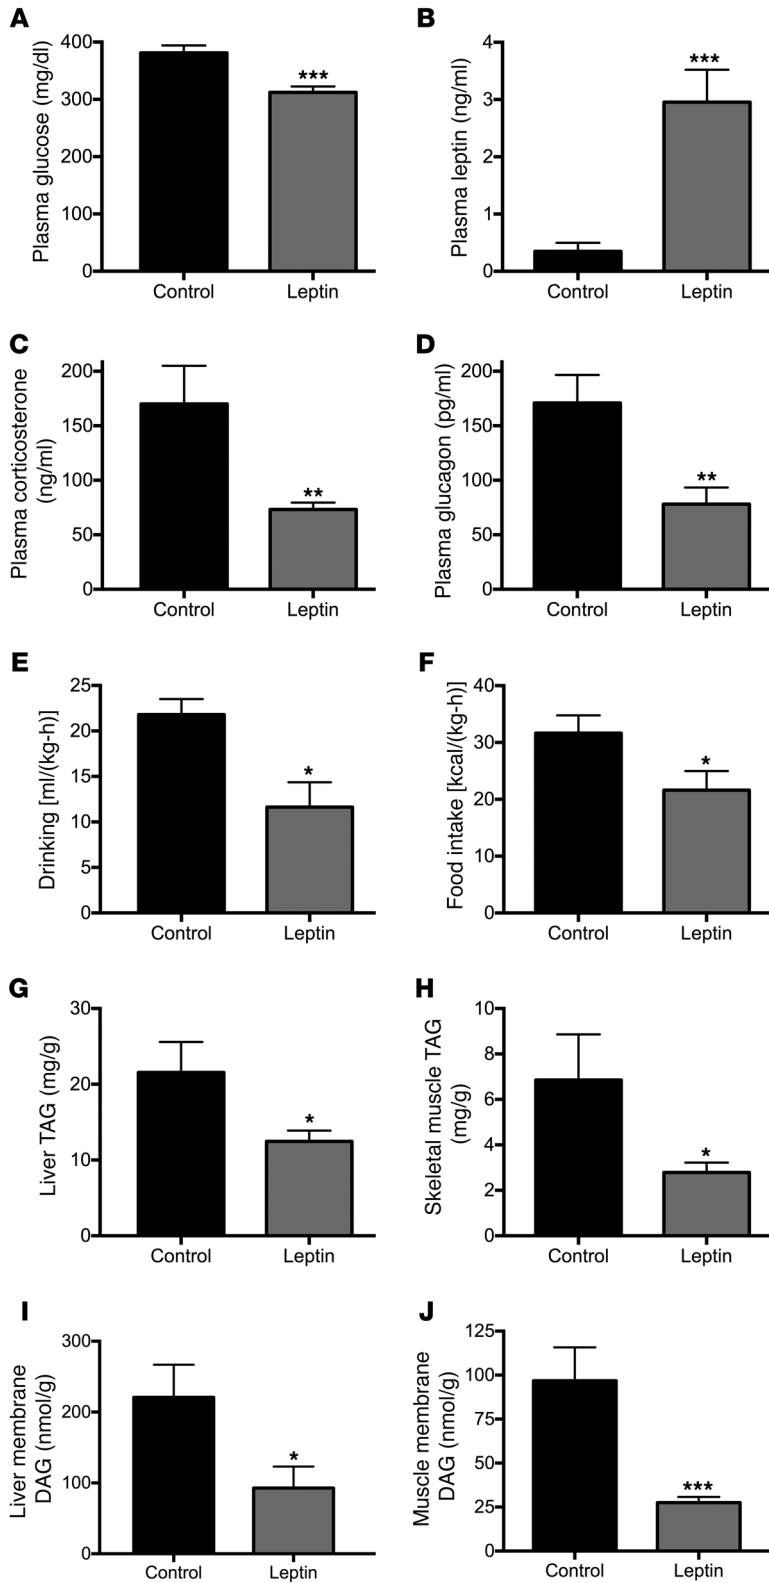 A
Plasma glucose (mg/dl)
400
300
200
100
0
***
Control
Leptin
B
Plasma leptin (ng/ml)
4
3
2
1
0
***
Control
Leptin
C
Plasma corticosterone
(ng/ml)
200
150
100
50
0
**
Control
Leptin
D
Plasma glucagon (pg/ml)
200
150
100
50
0
**
Control
Leptin
E
Drinking [ml/(kg-h)]
25
20
15
10
5
0
*
Control
Leptin
F
Food intake [kcal/(kg-h)]
40
30
20
10
0
*
Control
Leptin
G
Liver TAG (mg/g)
30
20
10
0
*
Control
Leptin
H
Skeletal muscle TAG
(mg/g)
10
8
6
4
2
0
*
Control
Leptin
I
Liver membrane
DAG (nmol/g)
300
200
100
0
*
Control
Leptin
J
Muscle membrane
DAG (nmol/g)
125
100
75
50
25
0
***
Control
Leptin